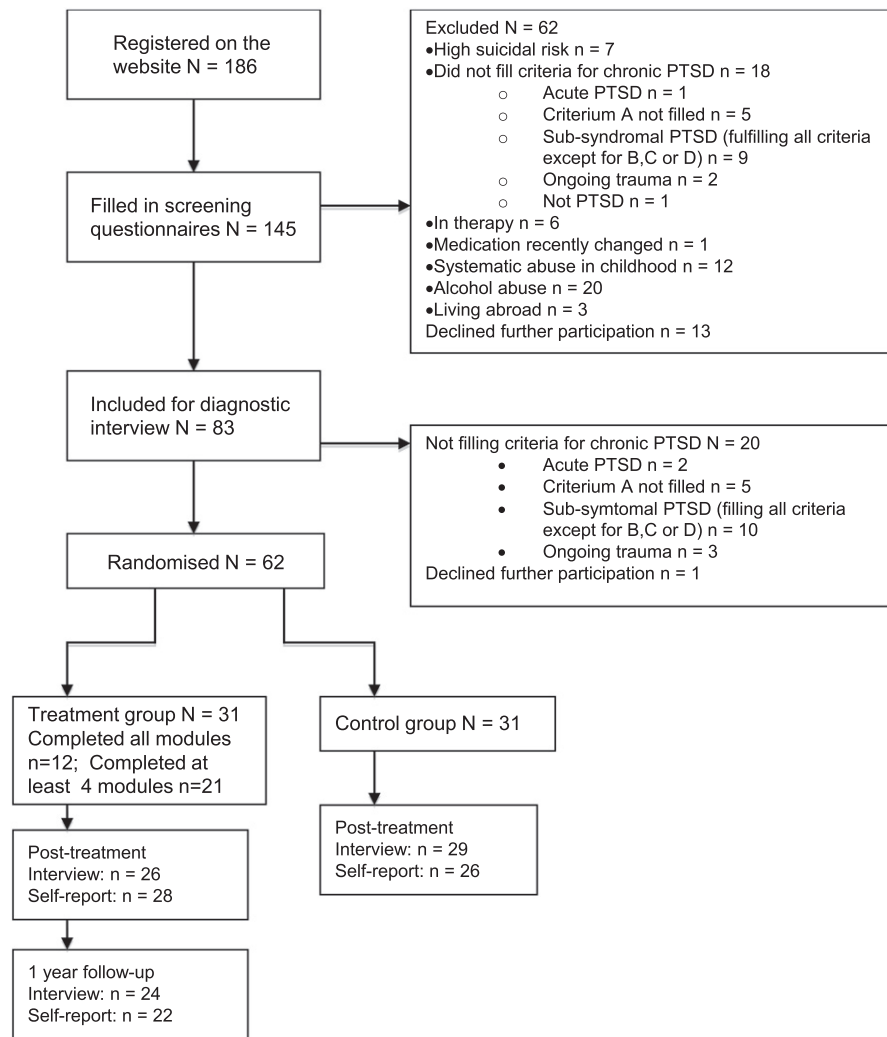 Registered on the
website N = 186
Excluded N = 62
•High suicidal risk n = 7
•Did not fill criteria for chronic PTSD n = 18
○ Acute PTSD n = 1
○ Criterium A not filled n = 5
○ Sub-syndromal PTSD (fulfilling all criteria
except for B,C or D) n = 9
○ Ongoing trauma n = 2
○ Not PTSD n = 1
•In therapy n = 6
•Medication recently changed n = 1
•Systematic abuse in childhood n = 12
•Alcohol abuse n = 20
•Living abroad n = 3
Declined further participation n = 13
Filled in screening
questionnaires N = 145
Included for diagnostic
interview N = 83
Not filling criteria for chronic PTSD N = 20
• Acute PTSD n = 2
• Criterium A not filled n = 5
• Sub-symtomal PTSD (filling all criteria
except for B,C or D) n = 10
• Ongoing trauma n = 3
Declined further participation n = 1
Randomised N = 62
Treatment group N = 31
Completed all modules
n=12; Completed at
least 4 modules n=21
Control group N = 31
Post-treatment
Interview: n = 26
Self-report: n = 28
Post-treatment
Interview: n = 29
Self-report: n = 26
1 year follow-up
Interview: n = 24
Self-report: n = 22